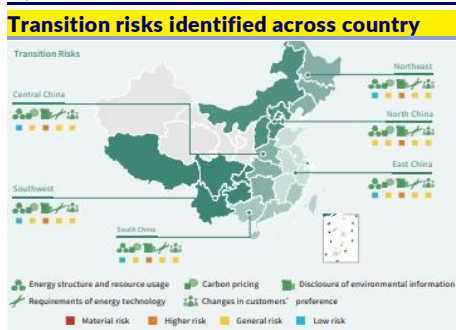 Transition risks identified across country
Transition Risks
Northeast
Central China
North China
East China
Southwest
South China
Energy structure and resource usage
Carbon pricing
Disclosure of environmental information
Requirements of energy technology
Changes in customers' preference
Material risk
Higher risk
General risk
Low risk